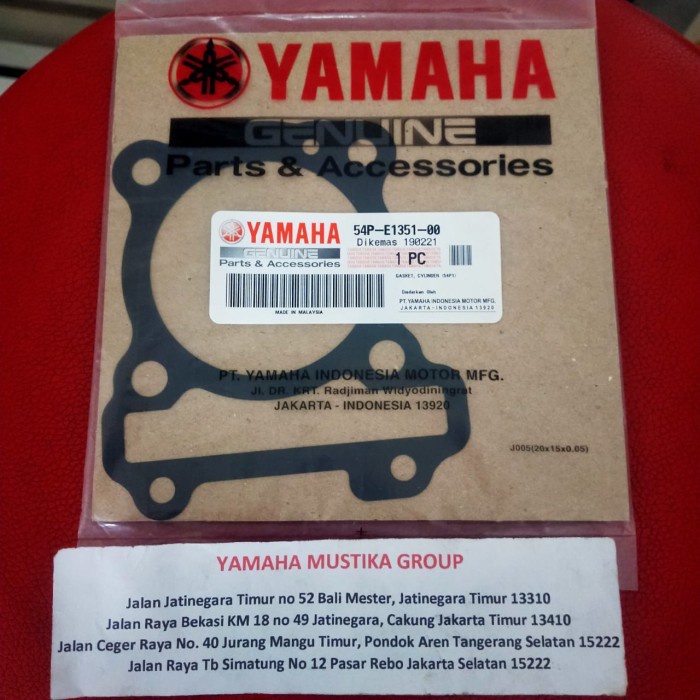 YAMAHA
GENUINE
Parts & Accessories
YAMAHA
GENUINE
Parts & Accessories
54P-E1351-00
Dikemas 190221
1 PC
GASKET, CYLINDER (54P1)
Diedarkan Oleh
PT. YAMAHA INDONESIA MOTOR MFG.
JAKARTA - INDONESIA 13920
MADE IN MALAYSIA
PT. YAMAHA INDONESIA MOTOR MFG.
Jl. DR. KRT. Radjiman Widyodiningrat
JAKARTA - INDONESIA 13920
J005(20x15x0.05)
YAMAHA MUSTIKA GROUP
Jalan Jatinegara Timur no 52 Bali Mester, Jatinegara Timur 13310
Jalan Raya Bekasi KM 18 no 49 Jatinegara, Cakung Jakarta Timur 13410
Jalan Ceger Raya No. 40 Jurang Mangu Timur, Pondok Aren Tangerang Selatan 15222
Jalan Raya Tb Simatung No 12 Pasar Rebo Jakarta Selatan 15222